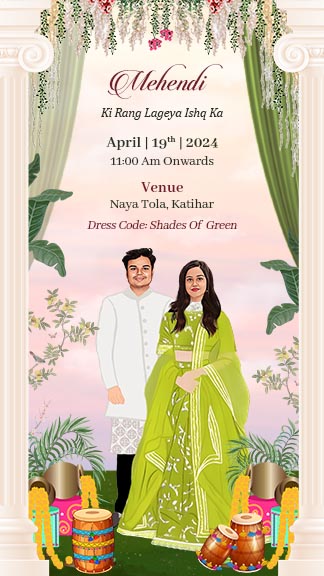 Mehendi
Ki Rang Lageya Ishq Ka
April | 19th | 2024
11:00 Am Onwards
Venue
Naya Tola, Katihar
Dress Code: Shades Of Green